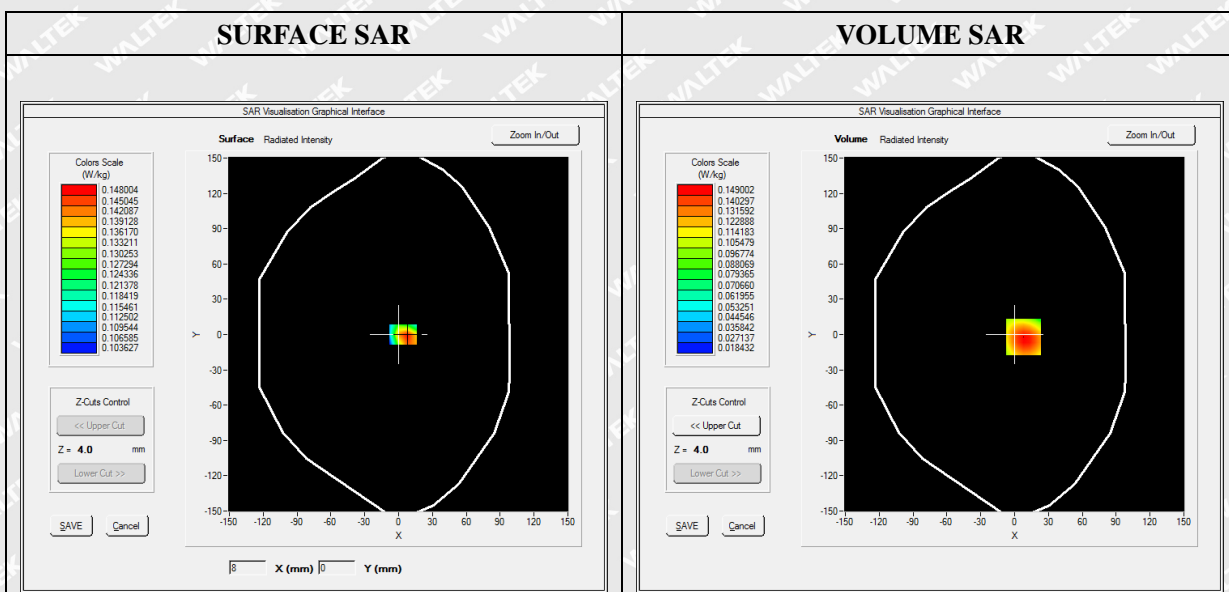 SURFACE SAR
VOLUME SAR
SAR Visualisation Graphical Interface
Surface Radiated Intensity
Zoom In/Out
Colors Scale
(W/kg)
0.148004
0.145045
0.142087
0.139128
0.136170
0.133211
0.130253
0.127294
0.124336
0.121378
0.118419
0.115461
0.112502
0.109544
0.106585
0.103627
Z-Cuts Control
<< Upper Cut
Z = 4.0 mm
Lower Cut >>
SAVE Cancel
150
120
90
60
30
0
-30
-60
-90
-120
-150
Y
-150 -120 -90 -60 -30 0 30 60 90 120 150
X
8 X (mm) 0 Y (mm)
SAR Visualisation Graphical Interface
Volume Radiated Intensity
Zoom In/Out
Colors Scale
(W/kg)
0.149002
0.140297
0.131592
0.122888
0.114183
0.105479
0.096774
0.088069
0.079365
0.070660
0.061955
0.053251
0.044546
0.035842
0.027137
0.018432
Z-Cuts Control
<< Upper Cut
Z = 4.0 mm
Lower Cut >>
SAVE Cancel
150
120
90
60
30
0
-30
-60
-90
-120
-150
Y
-150 -120 -90 -60 -30 0 30 60 90 120 150
X
WALTEK